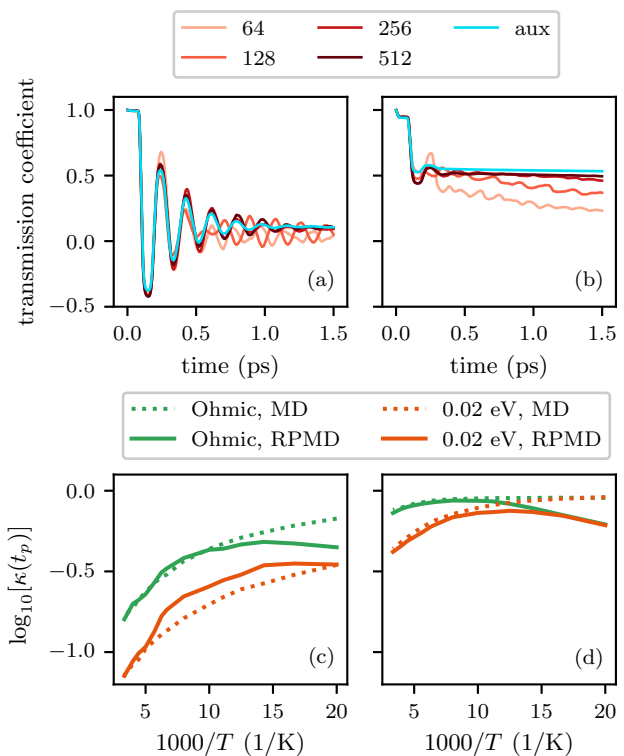 64 256 aux
128 512
transmission coefficient
1.0
0.5
0.0
−0.5
(a) (b)
0.0 0.5 1.0 1.5 0.0 0.5 1.0 1.5
time (ps) time (ps)
Ohmic, MD 0.02 eV, MD
Ohmic, RPMD 0.02 eV, RPMD
log₁₀[κ(tₚ)]
0.0
−0.5
−1.0
(c) (d)
5 10 15 20 5 10 15 20
1000/T (1/K) 1000/T (1/K)